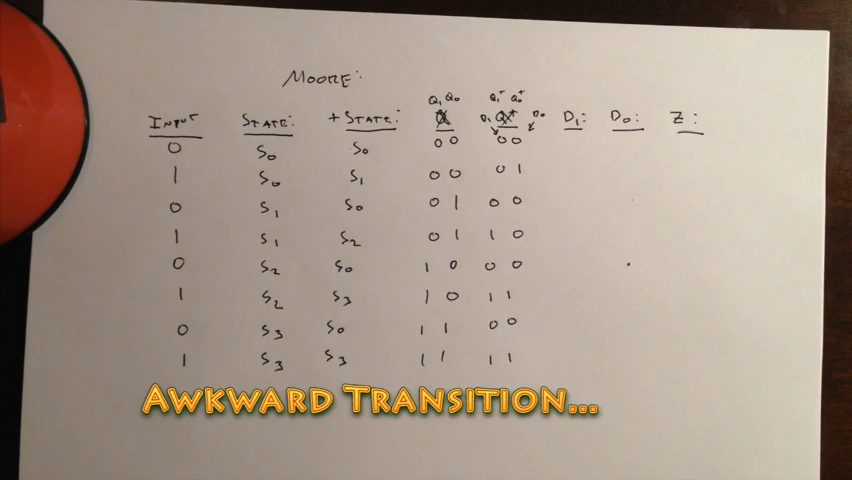 MOORE:
Q1 Q0 Q1+ Q0+
INPUT STATE: + STATE: D1 Q+ D0 D1: D0: Z:
0 S0 S0 00 00
1 S0 S1 00 01
0 S1 S0 01 00
1 S1 S2 01 10
0 S2 S0 10 00
1 S2 S3 10 11
0 S3 S0 11 00
1 S3 S3 11 11
AWKWARD TRANSITION...